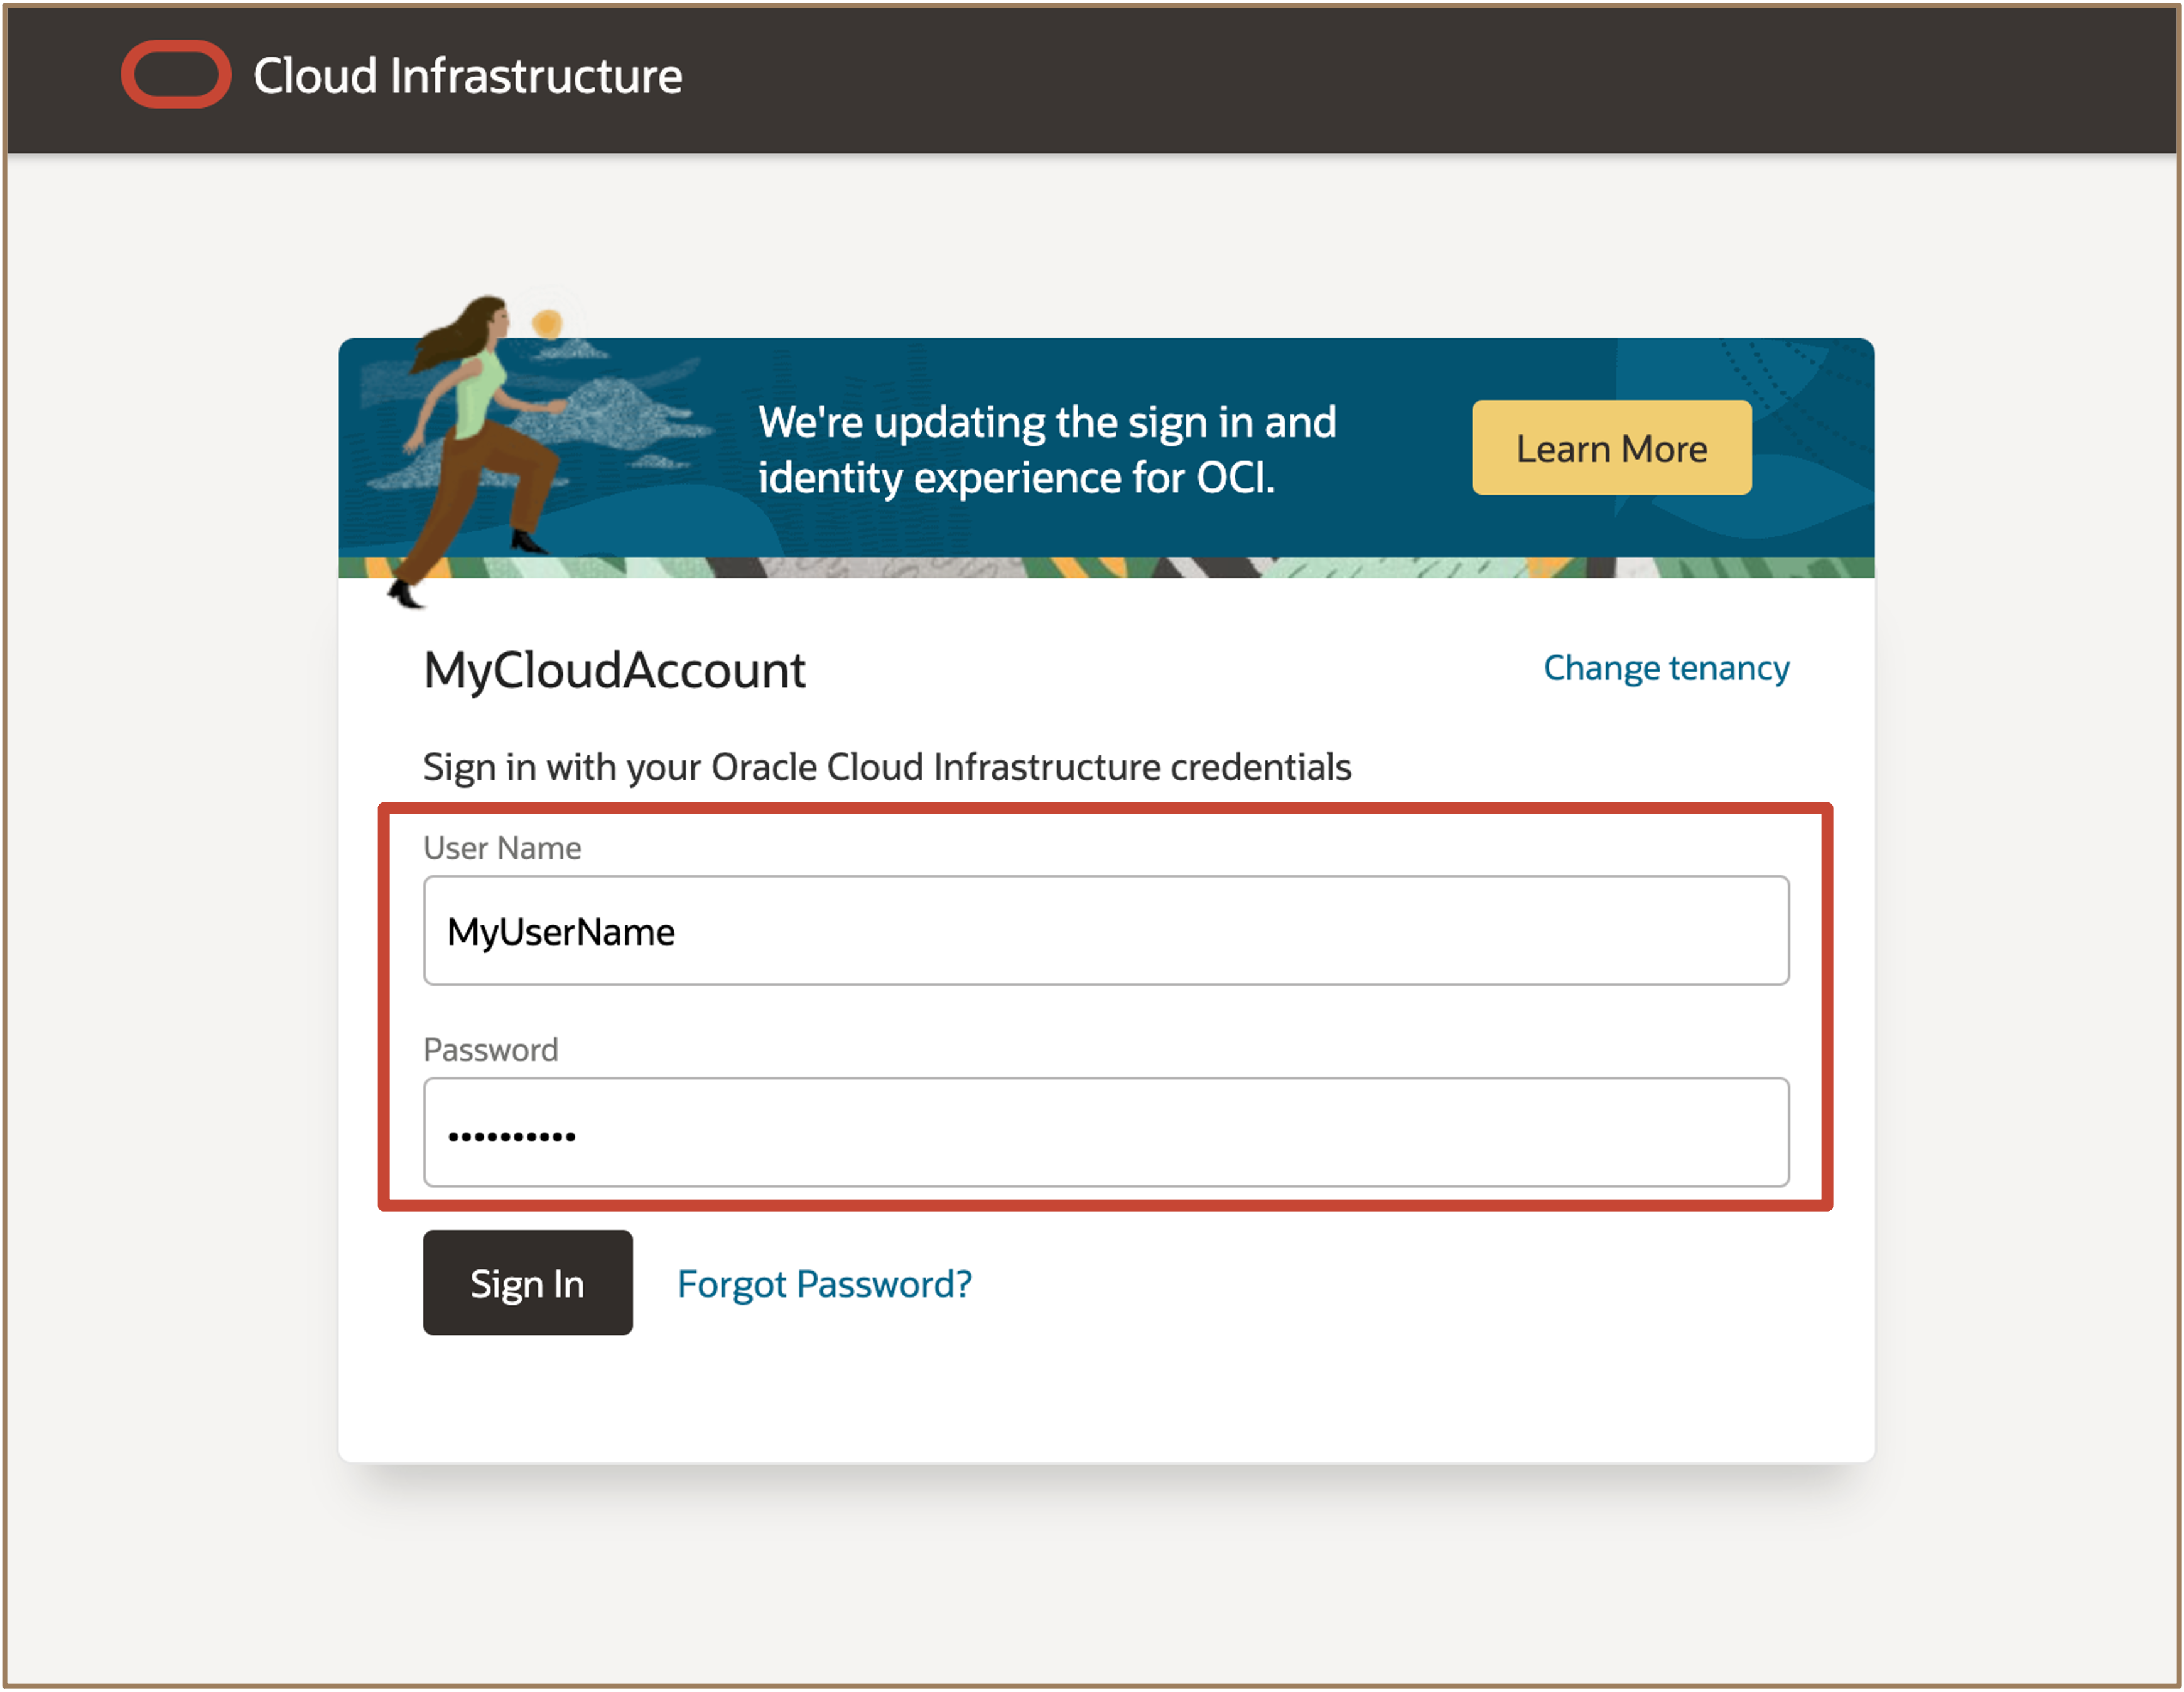 Cloud Infrastructure
We're updating the sign in and
identity experience for OCI.
Learn More
MyCloudAccount
Change tenancy
Sign in with your Oracle Cloud Infrastructure credentials
User Name
MyUserName
Password
••••••••••
Sign In
Forgot Password?